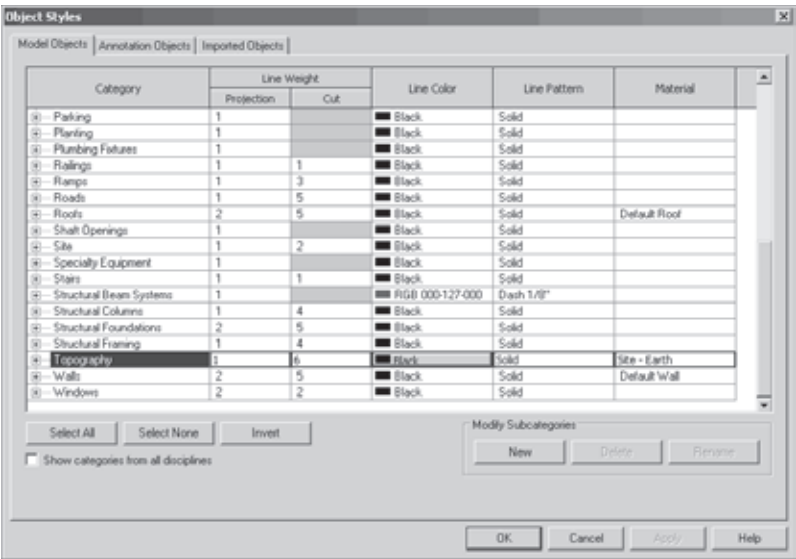 Object Styles
Model Objects Annotation Objects Imported Objects
Category Line Weight Line Color Line Pattern Material
Projection Cut
Parking 1 Black Solid
Planting 1 Black Solid
Plumbing Fixtures 1 Black Solid
Railings 1 1 Black Solid
Ramps 1 3 Black Solid
Roads 1 5 Black Solid
Roofs 2 5 Black Solid Default Roof
Shaft Openings 1 Black Solid
Site 1 2 Black Solid
Specialty Equipment 1 Black Solid
Stairs 1 1 Black Solid
Structural Beam Systems 1 RGB 000-127-000 Dash 1/8"
Structural Columns 1 4 Black Solid
Structural Foundations 2 5 Black Solid
Structural Framing 1 4 Black Solid
Topography 1 6 Black Solid Site - Earth
Walls 2 5 Black Solid Default Wall
Windows 2 2 Black Solid
Select All Select None Invert
Modify Subcategories
New Delete Rename
Show categories from all disciplines
OK Cancel Apply Help